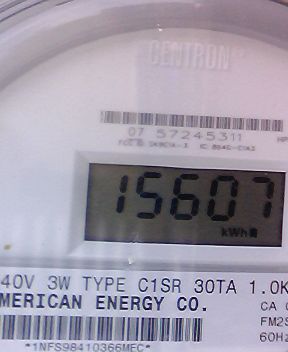 CENTRON
07 57245311
15607
kWh
40V 3W TYPE C1SR 30TA 1.0K
MERICAN ENERGY CO.
CA
FM2S
60Hz
*1NFS98410366MEC*